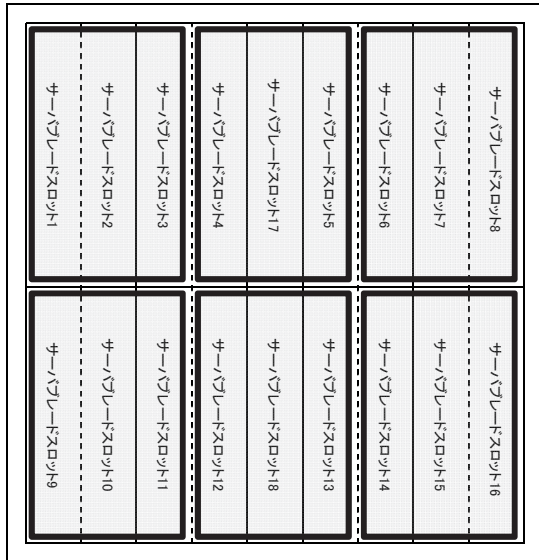 サーバブレードスロット1
サーバブレードスロット2
サーバブレードスロット3
サーバブレードスロット4
サーバブレードスロット17
サーバブレードスロット5
サーバブレードスロット6
サーバブレードスロット7
サーバブレードスロット8
サーバブレードスロット9
サーバブレードスロット10
サーバブレードスロット11
サーバブレードスロット12
サーバブレードスロット18
サーバブレードスロット13
サーバブレードスロット14
サーバブレードスロット15
サーバブレードスロット16